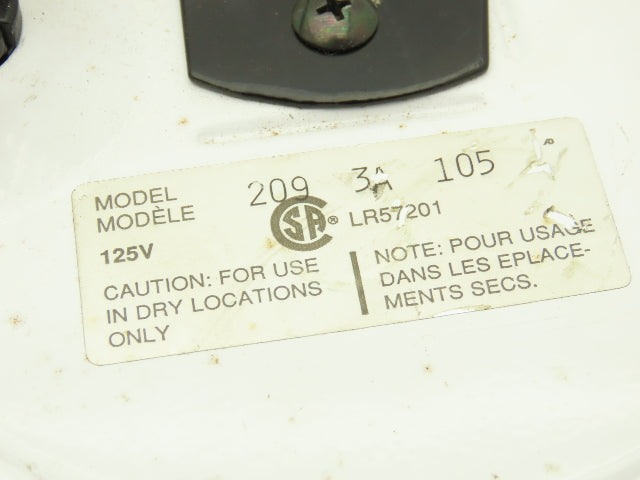 MODEL 209 3A 105
MODÈLE
CSA® LR57201
125V
CAUTION: FOR USE
IN DRY LOCATIONS
ONLY
NOTE: POUR USAGE
DANS LES EPLACE-
MENTS SECS.